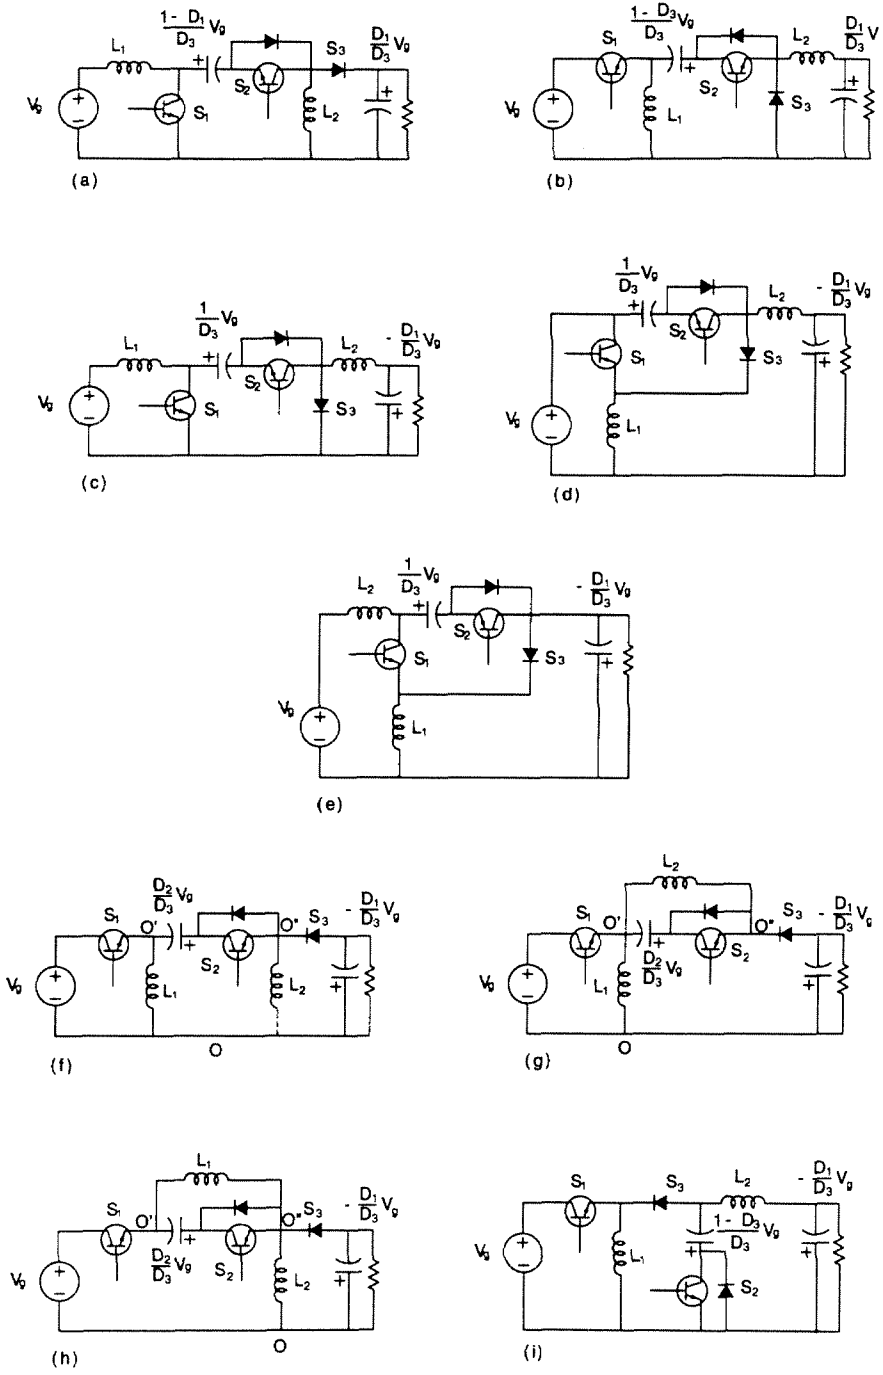 1 - D₁/D₃ Vg
L₁
S₃
D₁/D₃ Vg
+
S₂
+
+
−
Vg
S₁
L₂
(a)
1 - D₃/D₃ Vg
S₁
L₂
D₁/D₃ V
+
S₂
+
+
−
Vg
L₁
S₃
(b)
1/D₃ Vg
L₁
+
S₂
L₂
- D₁/D₃ Vg
+
−
Vg
S₁
S₃
+
(c)
1/D₃ Vg
+
S₂
L₂
- D₁/D₃ Vg
S₁
S₃
+
+
−
Vg
L₁
(d)
L₂
1/D₃ Vg
+
S₂
- D₁/D₃ Vg
S₁
S₃
+
+
−
Vg
L₁
(e)
S₁
D₂/D₃ Vg
O'
+
S₂
O"
S₃
- D₁/D₃ Vg
+
−
Vg
L₁
L₂
+
O
(f)
L₂
S₁
O'
+
D₂/D₃ Vg
S₂
O"
S₃
- D₁/D₃ Vg
+
−
Vg
L₁
+
O
(g)
L₁
S₁
O'
+
D₂/D₃ Vg
S₂
O"
S₃
- D₁/D₃ Vg
+
−
Vg
L₂
+
O
(h)
S₁
S₃
L₂
- D₁/D₃ Vg
+
−
Vg
L₁
1 - D₃/D₃ Vg
+
S₂
+
(i)